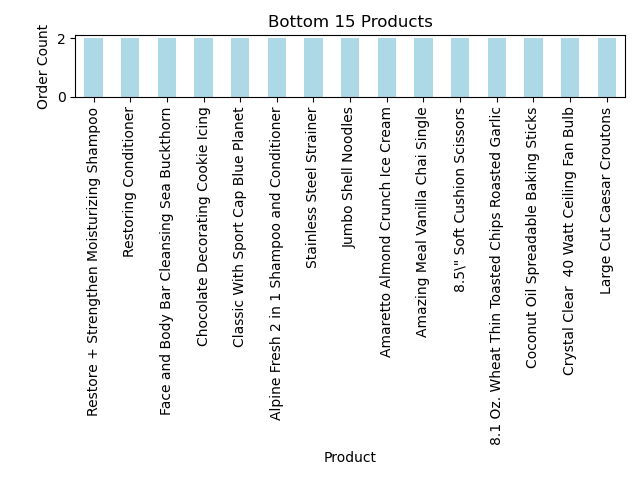 Bottom 15 Products
Order Count
2
0
Restore + Strengthen Moisturizing Shampoo
Restoring Conditioner
Face and Body Bar Cleansing Sea Buckthorn
Chocolate Decorating Cookie Icing
Classic With Sport Cap Blue Planet
Alpine Fresh 2 in 1 Shampoo and Conditioner
Stainless Steel Strainer
Jumbo Shell Noodles
Amaretto Almond Crunch Ice Cream
Amazing Meal Vanilla Chai Single
8.5\" Soft Cushion Scissors
8.1 Oz. Wheat Thin Toasted Chips Roasted Garlic
Coconut Oil Spreadable Baking Sticks
Crystal Clear  40 Watt Ceiling Fan Bulb
Large Cut Caesar Croutons
Product